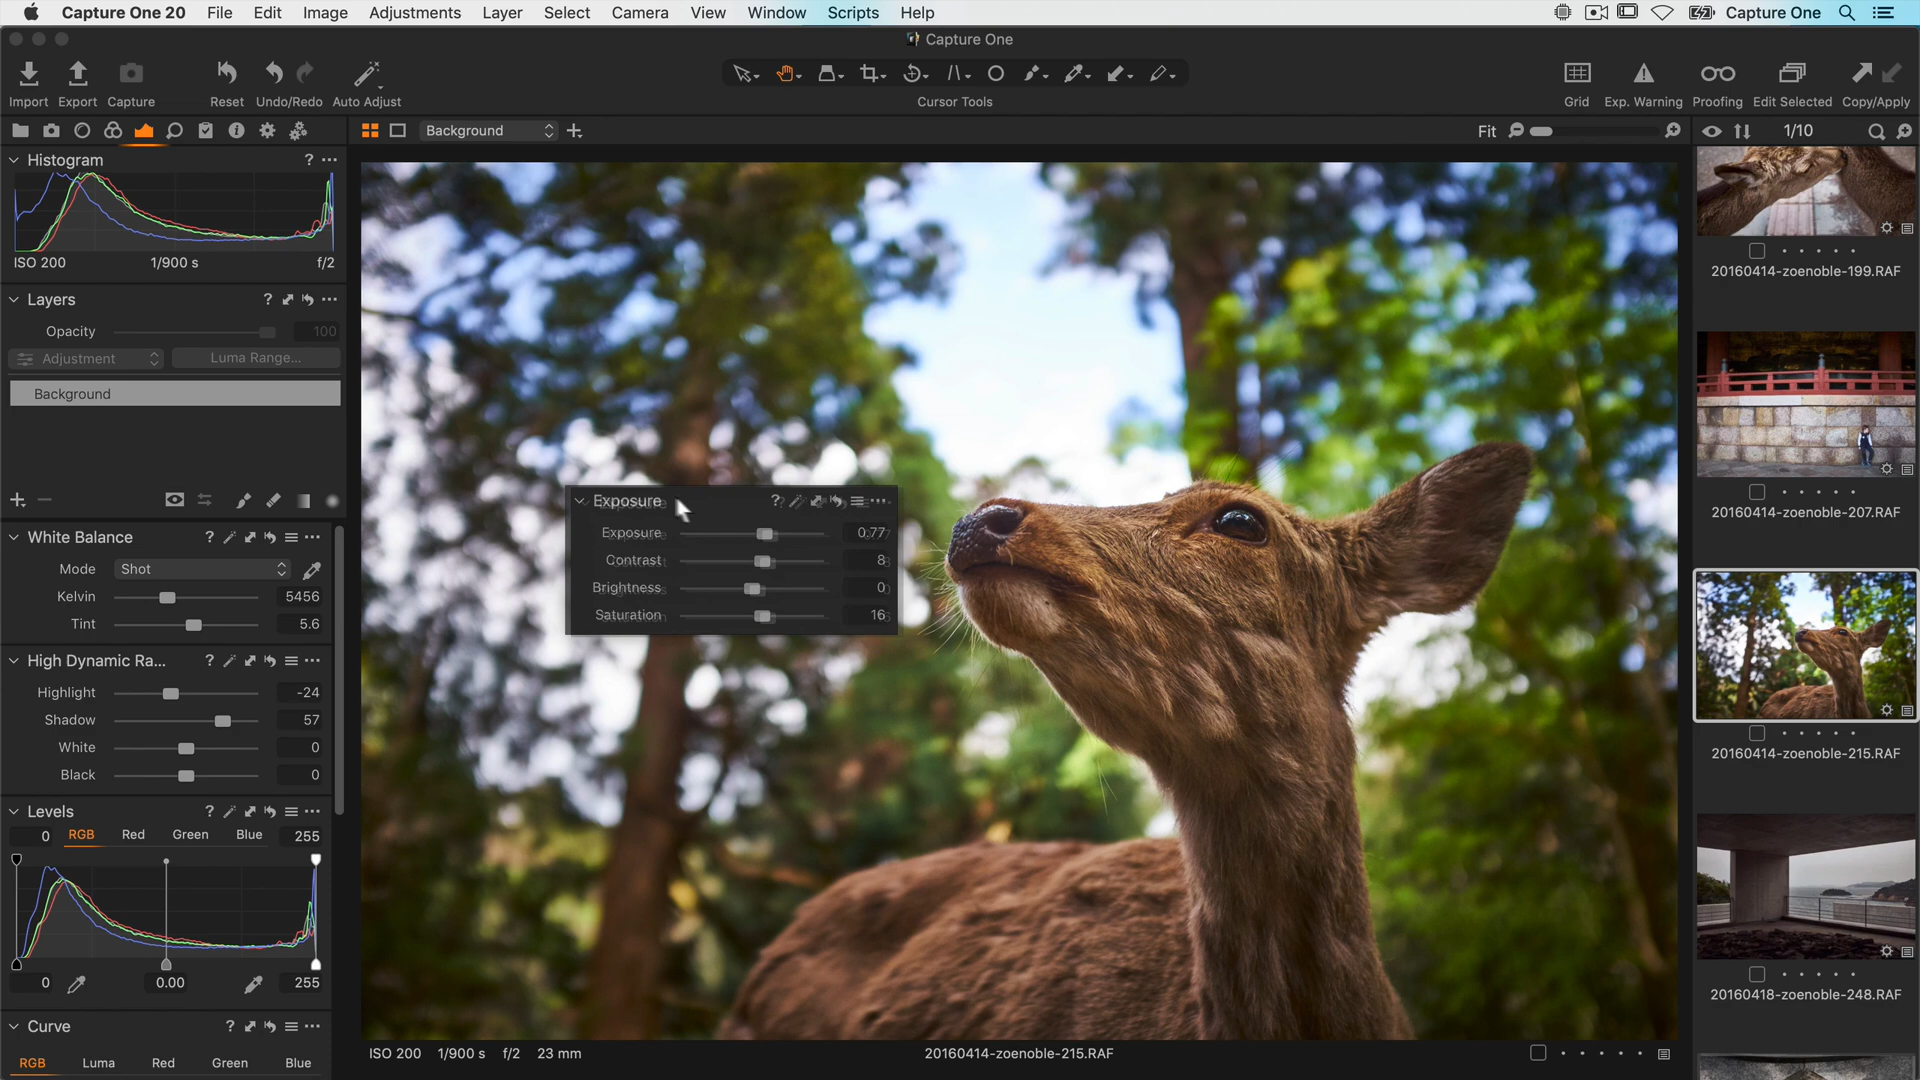 Capture One 20 File Edit Image Adjustments Layer Select Camera View Window Scripts Help Capture One
Capture One
Import Export Capture Reset Undo/Redo Auto Adjust Cursor Tools Grid Exp. Warning Proofing Edit Selected Copy/Apply
Background Fit 1/10
Histogram ?
ISO 200 1/900 s f/2
Layers ?
Opacity 100
Adjustment Luma Range...
Background
White Balance ?
Mode Shot
Kelvin 5456
Tint 5.6
High Dynamic Ra... ?
Highlight -24
Shadow 57
White 0
Black 0
Levels ?
0 RGB Red Green Blue 255
0 0.00 255
Curve ?
RGB Luma Red Green Blue
Exposure ?
Exposure 0.77
Contrast 8
Brightness 0
Saturation 16
ISO 200 1/900 s f/2 23 mm 20160414-zoenoble-215.RAF
20160414-zoenoble-199.RAF
20160414-zoenoble-207.RAF
20160414-zoenoble-215.RAF
20160418-zoenoble-248.RAF